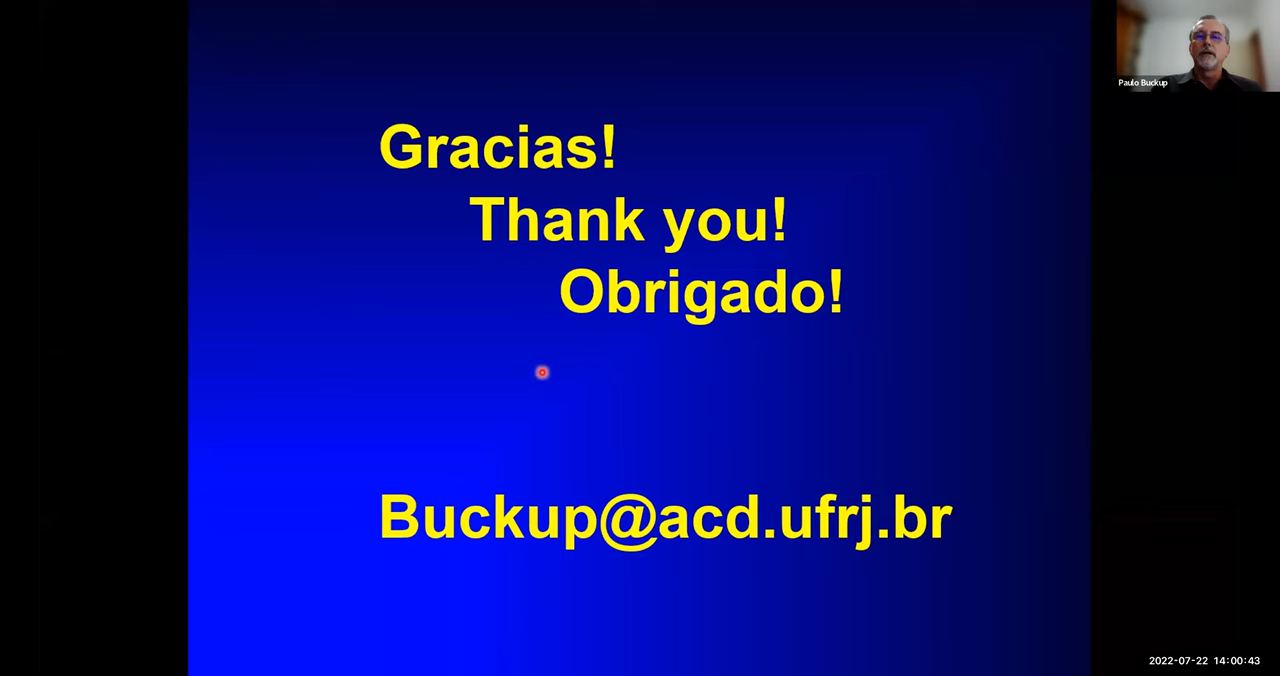 Paulo Buckup
Gracias!
Thank you!
Obrigado!
Buckup@acd.ufrj.br
2022-07-22 14:00:43